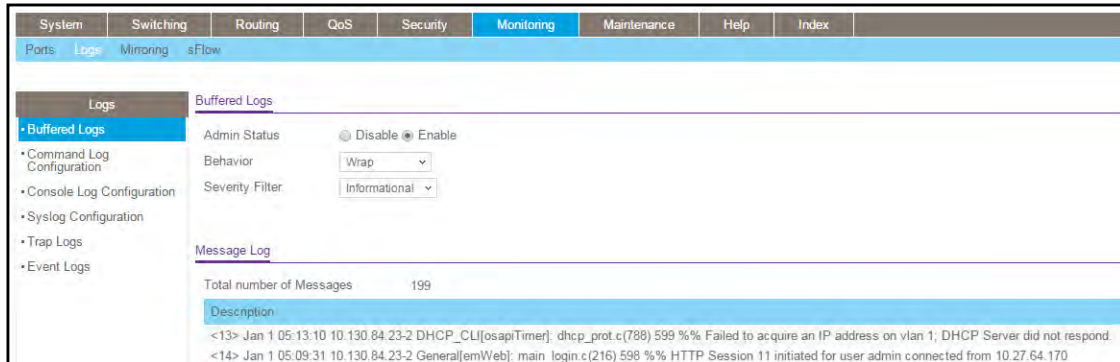 System Switching Routing QoS Security Monitoring Maintenance Help Index
Ports Logs Mirroring sFlow
Logs
• Buffered Logs
• Command Log
Configuration
• Console Log Configuration
• Syslog Configuration
• Trap Logs
• Event Logs
Buffered Logs
Admin Status Disable Enable
Behavior Wrap
Severity Filter Informational
Message Log
Total number of Messages 199
Description
<13> Jan 1 05:13:10 10.130.84.23-2 DHCP_CLI[osapiTimer]: dhcp_prot.c(788) 599 %% Failed to acquire an IP address on vlan 1; DHCP Server did not respond.
<14> Jan 1 05:09:31 10.130.84.23-2 General[emWeb]: main_login.c(216) 598 %% HTTP Session 11 initiated for user admin connected from 10.27.64.170